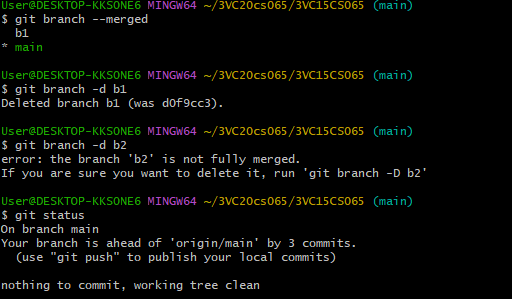 User@DESKTOP-KKSONE6 MINGW64 ~/3VC20cs065/3VC15CS065 (main)
$ git branch --merged
  b1
* main
User@DESKTOP-KKSONE6 MINGW64 ~/3VC20cs065/3VC15CS065 (main)
$ git branch -d b1
Deleted branch b1 (was d0f9cc3).
User@DESKTOP-KKSONE6 MINGW64 ~/3VC20cs065/3VC15CS065 (main)
$ git branch -d b2
error: the branch 'b2' is not fully merged.
If you are sure you want to delete it, run 'git branch -D b2'
User@DESKTOP-KKSONE6 MINGW64 ~/3VC20cs065/3VC15CS065 (main)
$ git status
On branch main
Your branch is ahead of 'origin/main' by 3 commits.
  (use "git push" to publish your local commits)
nothing to commit, working tree clean